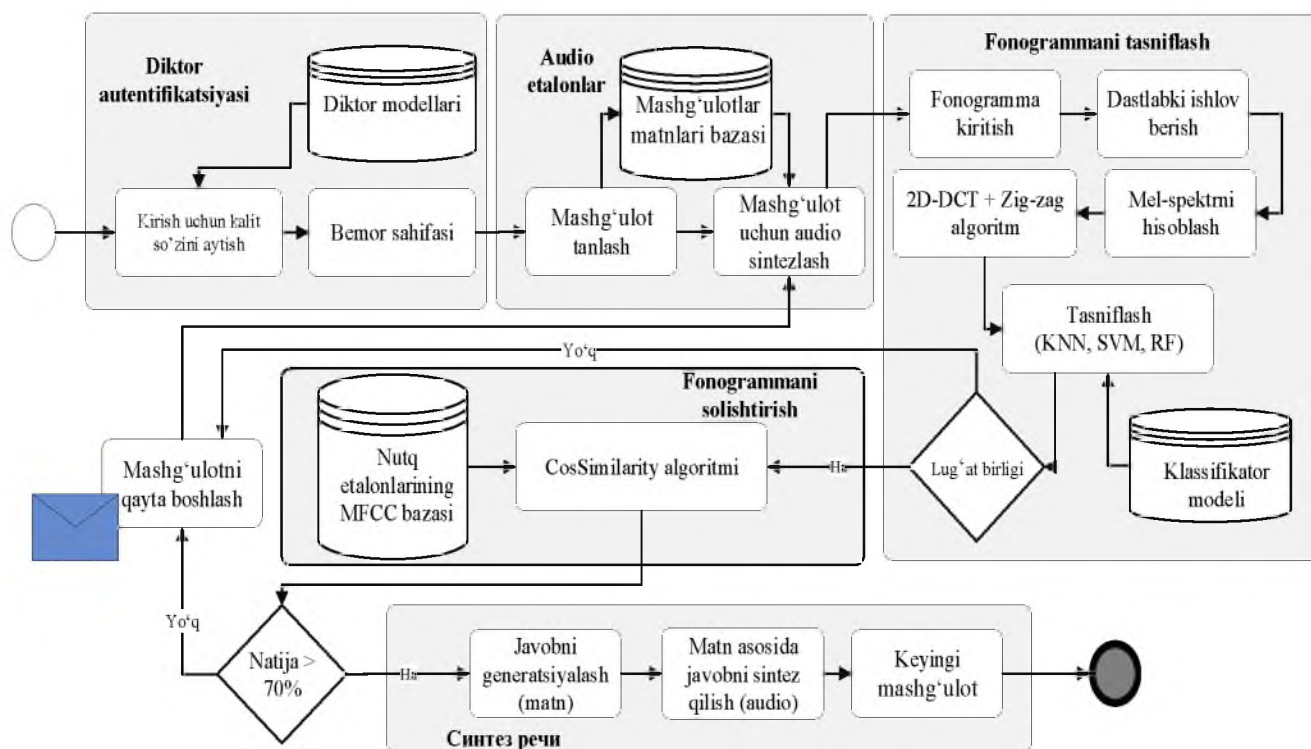 Diktor
autentifikatsiyasi
Diktor modellari
Kirish uchun kalit
so’zini aytish
Bemor sahifasi
Audio
etalonlar
Mashg‘ulotlar
matnlari bazasi
Mashg‘ulot
tanlash
Mashg‘ulot
uchun audio
sintezlash
Fonogrammani tasniflash
Fonogramma
kiritish
Dastlabki ishlov
berish
2D-DCT + Zig-zag
algoritm
Mel-spektrni
hisoblash
Tasniflash
(KNN, SVM, RF)
Klassifikator
modeli
Lug‘at birligi
Yo‘q
Ha
Fonogrammani
solishtirish
Nutq
etalonlarining
MFCC bazasi
CosSimilarity algoritmi
Mashg‘ulotni
qayta boshlash
Yo‘q
Natija >
70%
Ha
Javobni
generatsiyalash
(matn)
Matn asosida
javobni sintez
qilish (audio)
Keyingi
mashg‘ulot
Синтез речи